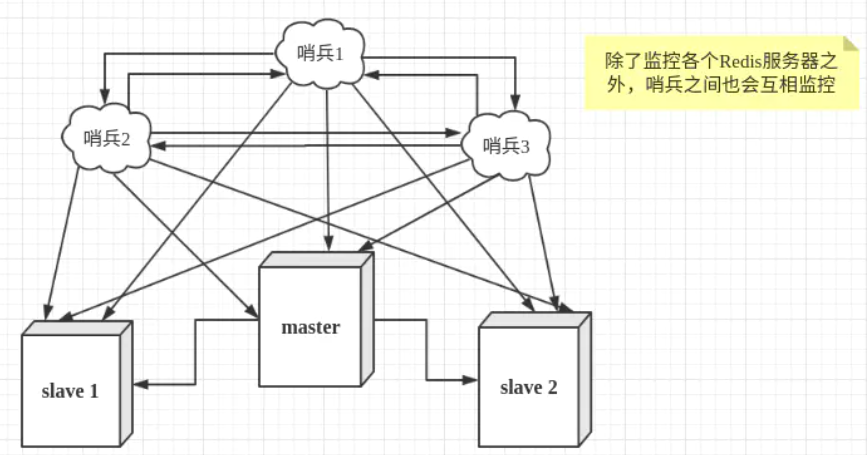 哨兵1
除了监控各个Redis服务器之
外，哨兵之间也会互相监控
哨兵2
哨兵3
master
slave 1
slave 2